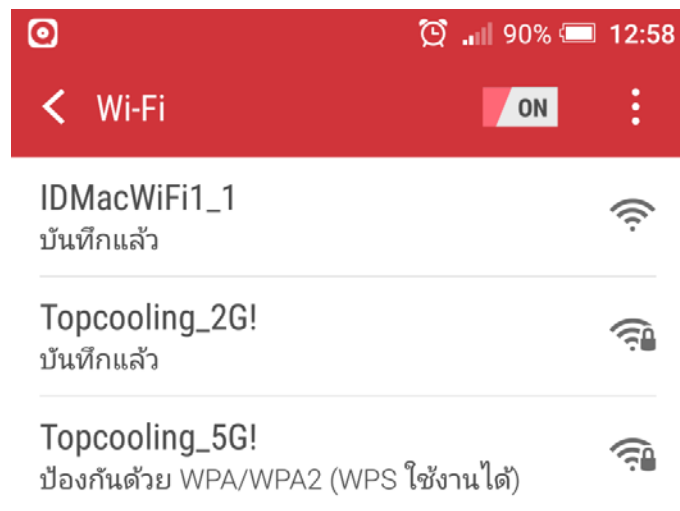 90% 12:58
Wi-Fi ON
IDMacWiFi1_1
บันทึกแล้ว
Topcooling_2G!
บันทึกแล้ว
Topcooling_5G!
ป้องกันด้วย WPA/WPA2 (WPS ใช้งานได้)